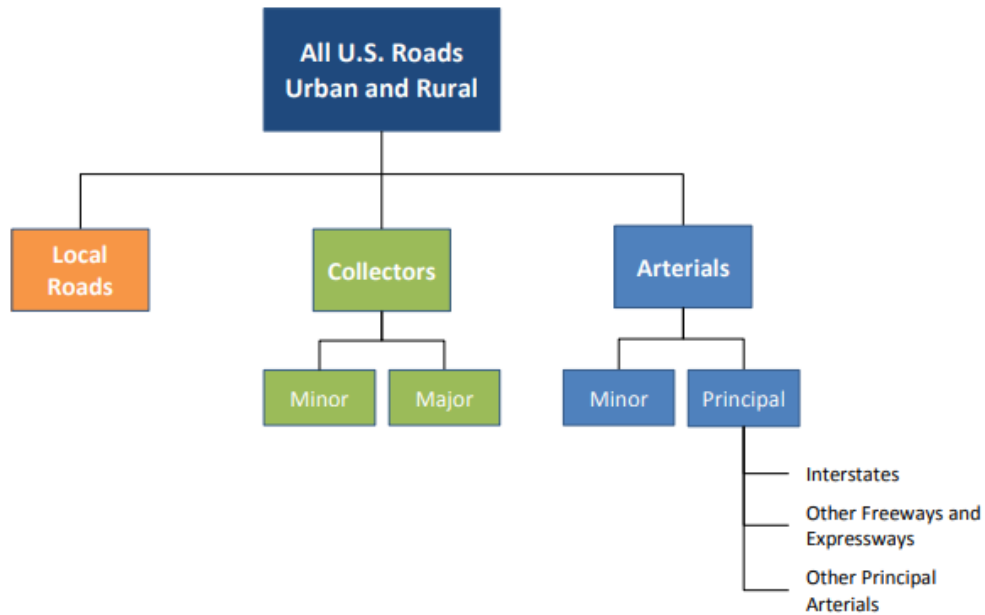 All U.S. Roads
Urban and Rural
Local
Roads
Collectors
Arterials
Minor
Major
Minor
Principal
Interstates
Other Freeways and
Expressways
Other Principal
Arterials